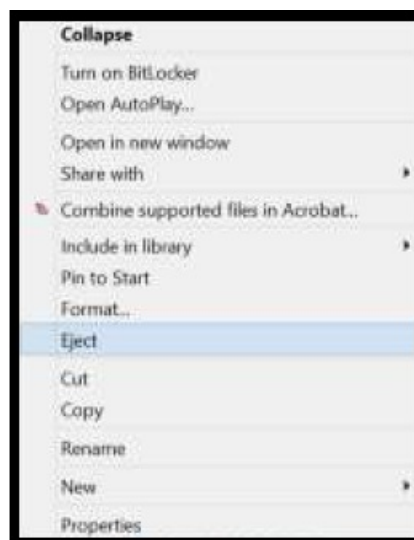 Collapse
Turn on BitLocker
Open AutoPlay...
Open in new window
Share with
Combine supported files in Acrobat...
Include in library
Pin to Start
Format...
Eject
Cut
Copy
Rename
New
Properties